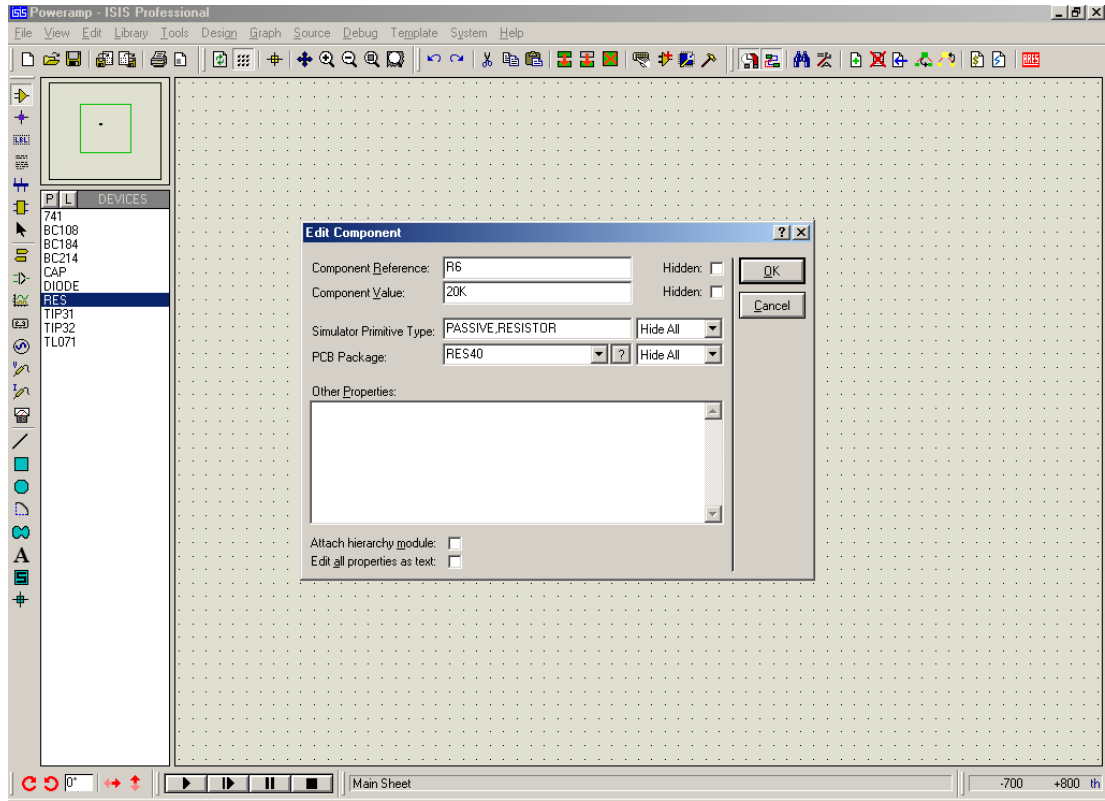 ISIS Poweramp - ISIS Professional
File View Edit Library Tools Design Graph Source Debug Template System Help
LBL
P L DEVICES
741
BC108
BC184
BC214
CAP
DIODE
RES
TIP31
TIP32
TL071
Edit Component
Component Reference: R6 Hidden: OK
Component Value: 20K Hidden: Cancel
Simulator Primitive Type: PASSIVE,RESISTOR Hide All
PCB Package: RES40 ? Hide All
Other Properties:
Attach hierarchy module:
Edit all properties as text:
A
0° Main Sheet -700 +800 th